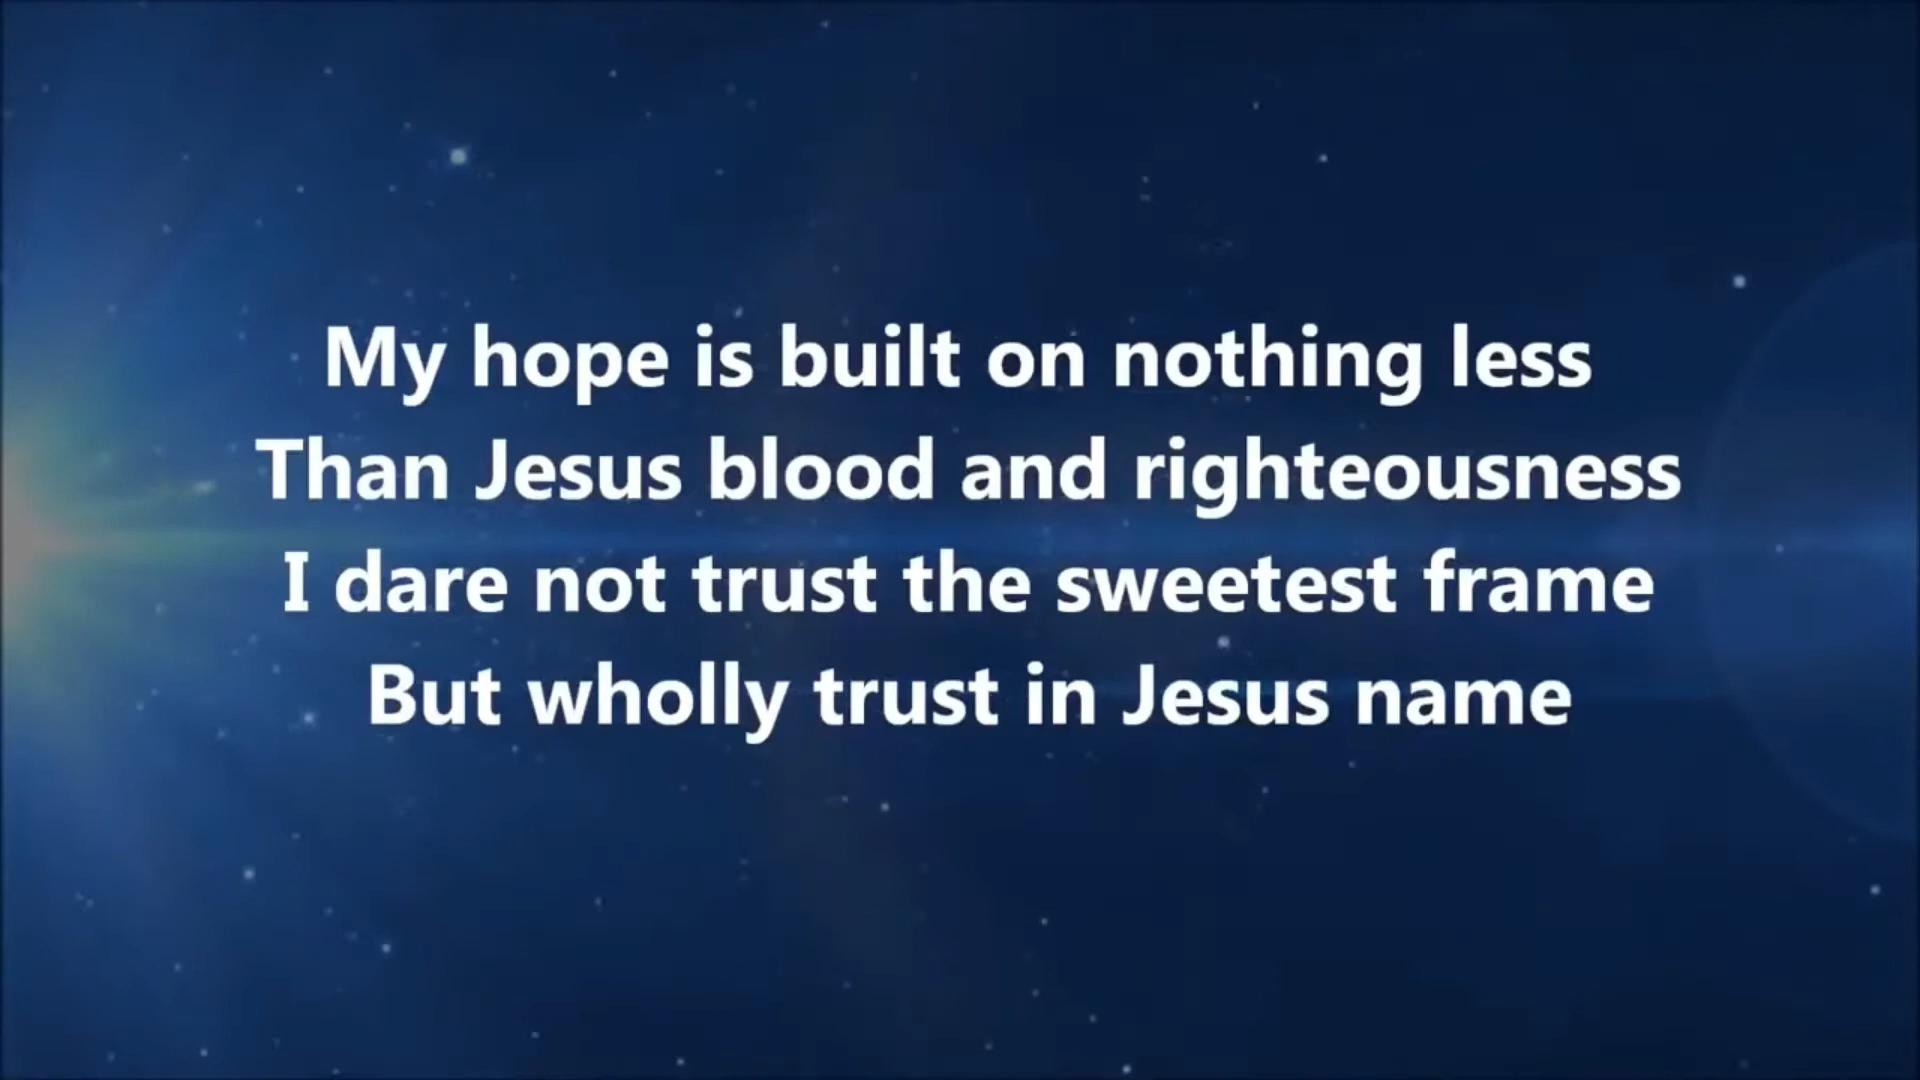 My hope is built on nothing less
Than Jesus blood and righteousness
I dare not trust the sweetest frame
But wholly trust in Jesus name